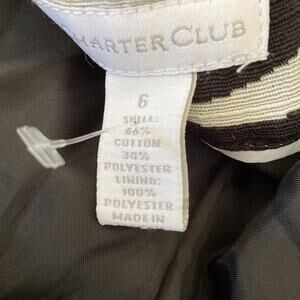 HARTER CLUB
6
SHELL:
66%
COTTON
34%
POLYESTER
LINING:
100%
POLYESTER
MADE IN